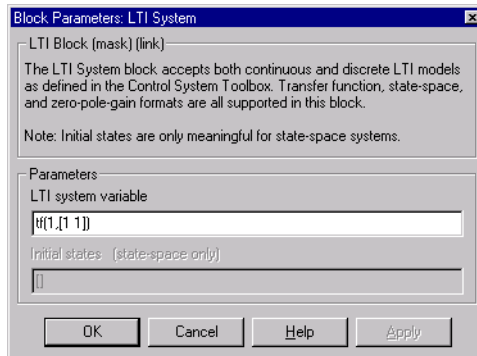 Block Parameters: LTI System
LTI Block (mask) (link)
The LTI System block accepts both continuous and discrete LTI models
as defined in the Control System Toolbox. Transfer function, state-space,
and zero-pole-gain formats are all supported in this block.
Note: Initial states are only meaningful for state-space systems.
Parameters
LTI system variable
tf(1,[1 1])
Initial states (state-space only)
[]
OK Cancel Help Apply